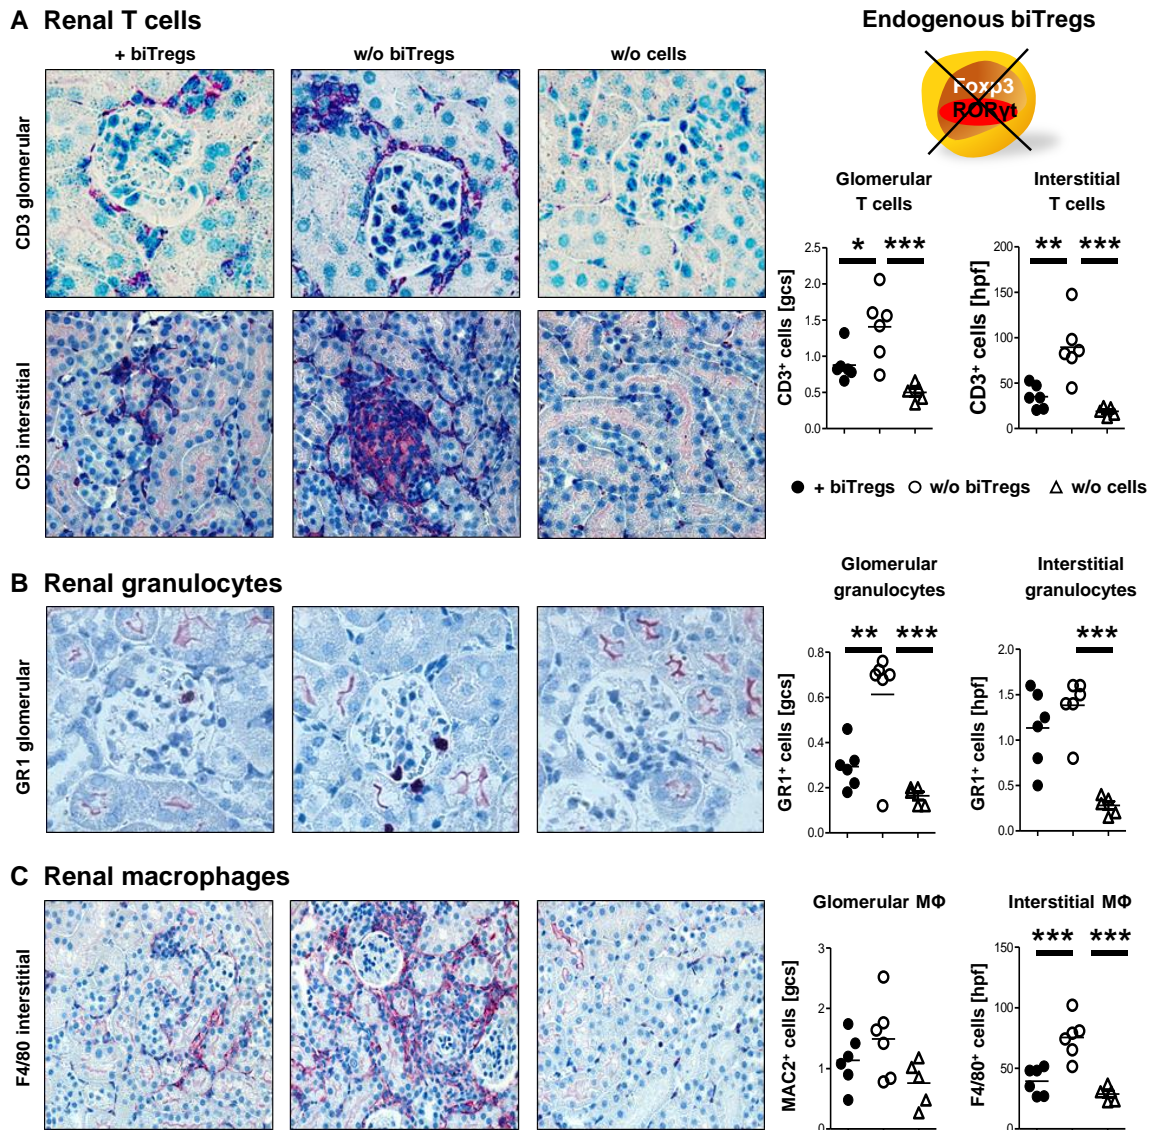 A Renal T cells
Endogenous biTregs
+ biTregs
w/o biTregs
w/o cells
CD3 glomerular
CD3 interstitial
Foxp3
RORγt
Glomerular
T cells
CD3⁺ cells [gcs]
2.5
2.0
1.5
1.0
0.5
0.0
*
***
Interstitial
T cells
CD3⁺ cells [hpf]
200
150
100
50
0
**
***
+ biTregs
w/o biTregs
w/o cells
B Renal granulocytes
GR1 glomerular
Glomerular
granulocytes
GR1⁺ cells [gcs]
0.8
0.6
0.4
0.2
0.0
**
***
Interstitial
granulocytes
GR1⁺ cells [hpf]
2.0
1.5
1.0
0.5
0.0
***
C Renal macrophages
F4/80 interstitial
Glomerular MΦ
MAC2⁺ cells [gcs]
3
2
1
0
Interstitial MΦ
F4/80⁺ cells [hpf]
150
100
50
0
***
***